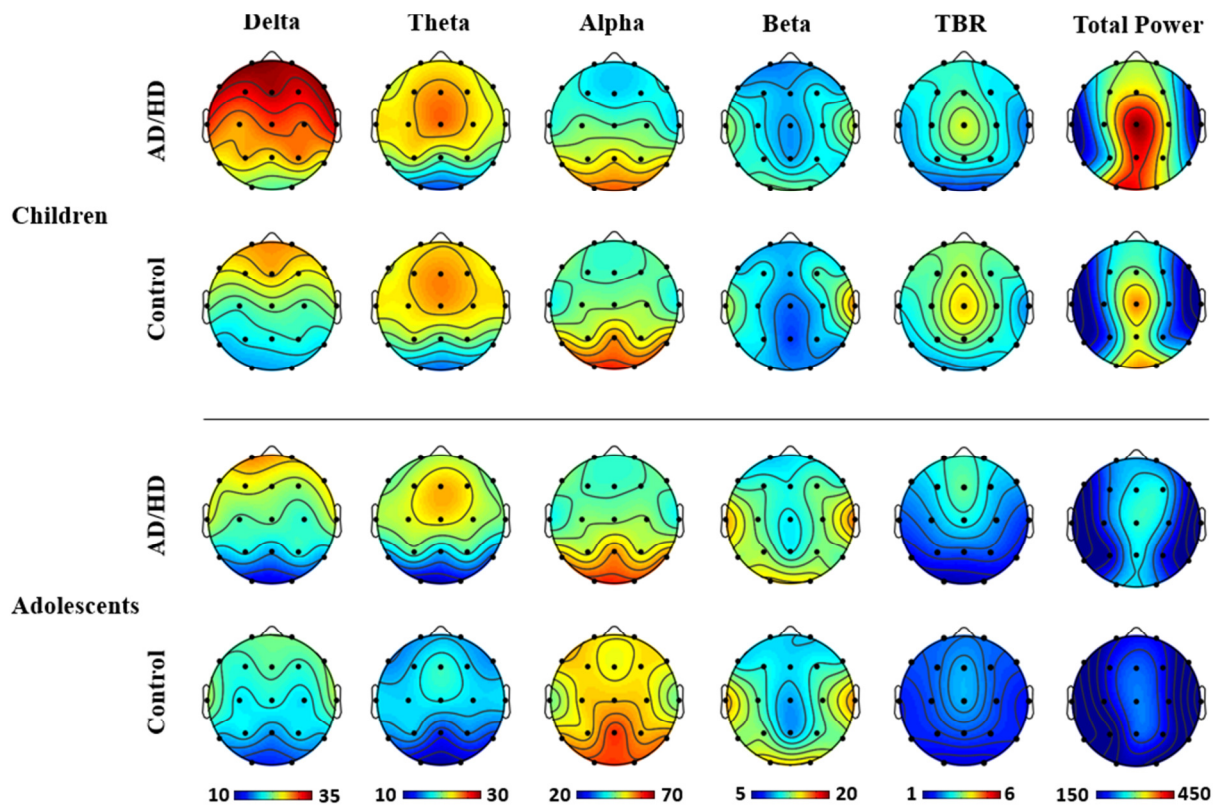 Delta Theta Alpha Beta TBR Total Power
AD/HD
Children
Control
AD/HD
Adolescents
Control
10 35 10 30 20 70 5 20 1 6 150 450